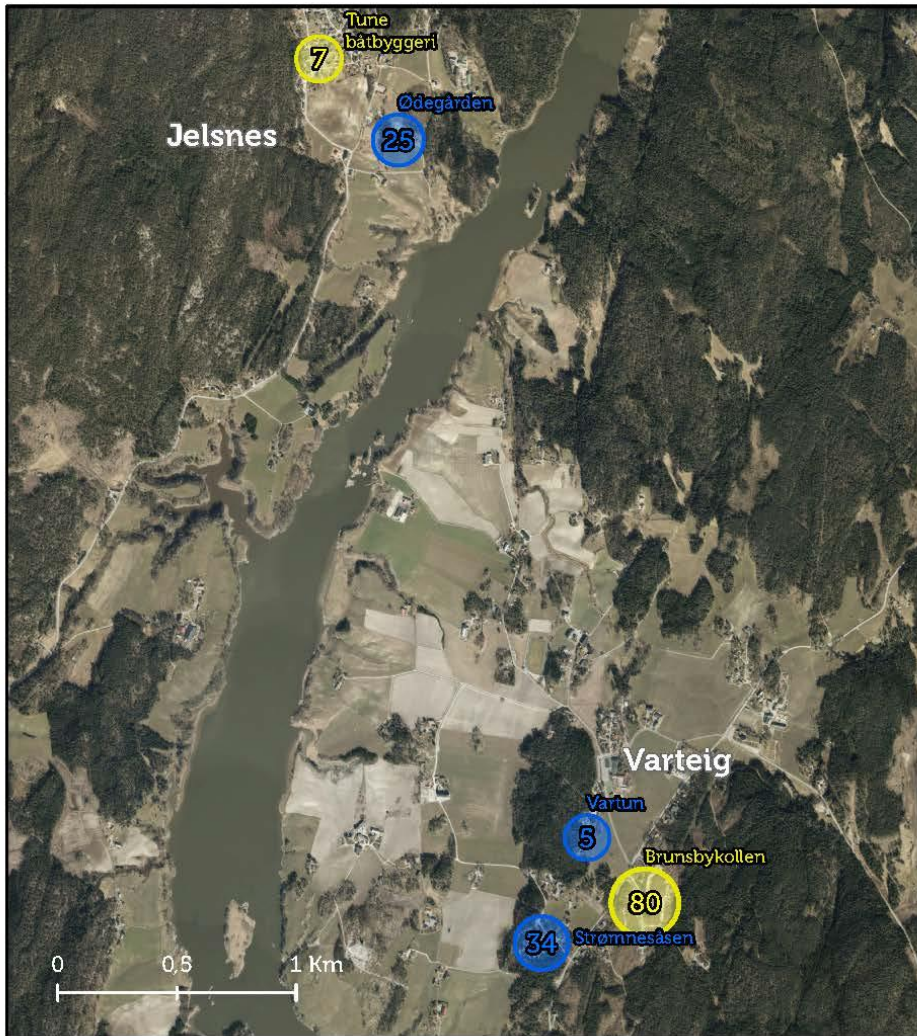 Tune
båtbyggeri
7
Ødegården
25
Jelsnes
Varteig
Vartun
5
Brunsbykollen
80
34
Strømnesåsen
0
0,5
1 Km